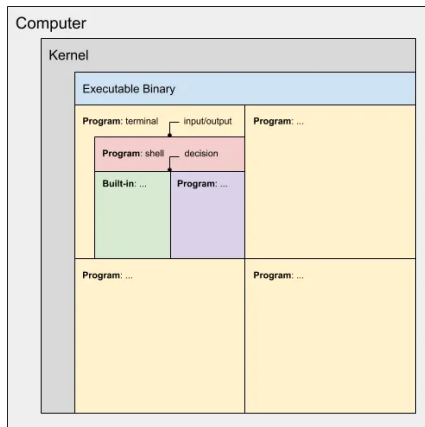 Computer
Kernel
Executable Binary
Program: terminal input/output
Program: ...
Program: shell decision
Built-in: ...
Program: ...
Program: ...
Program: ...